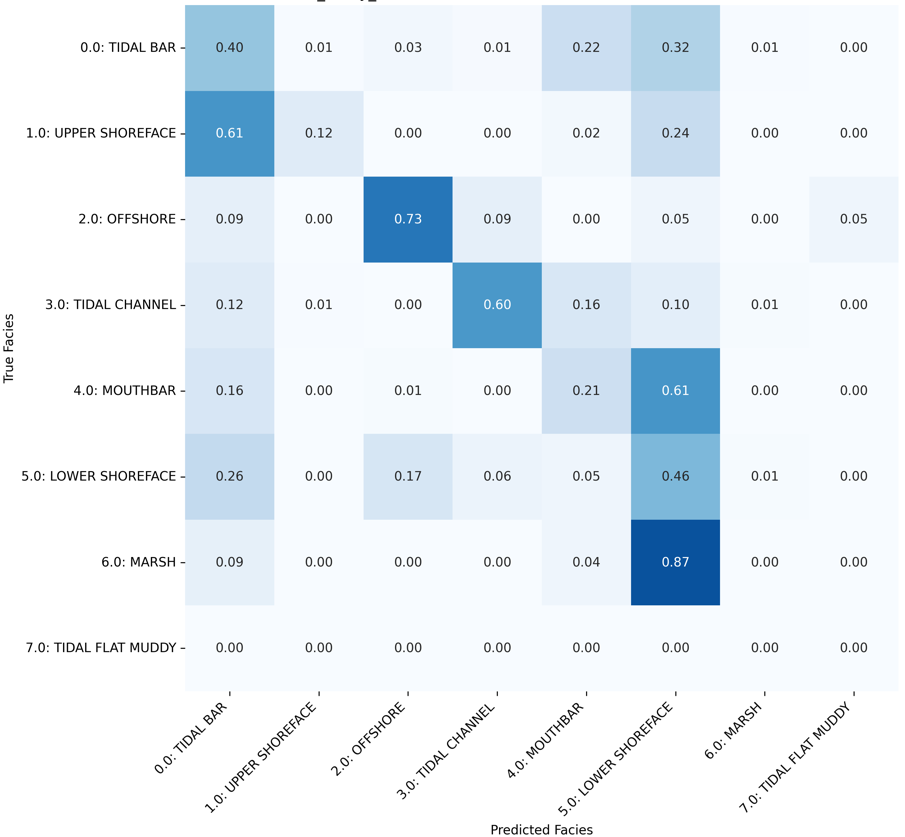 0.0: TIDAL BAR 0.40 0.01 0.03 0.01 0.22 0.32 0.01 0.00
1.0: UPPER SHOREFACE 0.61 0.12 0.00 0.00 0.02 0.24 0.00 0.00
2.0: OFFSHORE 0.09 0.00 0.73 0.09 0.00 0.05 0.00 0.05
3.0: TIDAL CHANNEL 0.12 0.01 0.00 0.60 0.16 0.10 0.01 0.00
4.0: MOUTHBAR 0.16 0.00 0.01 0.00 0.21 0.61 0.00 0.00
5.0: LOWER SHOREFACE 0.26 0.00 0.17 0.06 0.05 0.46 0.01 0.00
6.0: MARSH 0.09 0.00 0.00 0.00 0.04 0.87 0.00 0.00
7.0: TIDAL FLAT MUDDY 0.00 0.00 0.00 0.00 0.00 0.00 0.00 0.00
True Facies
0.0: TIDAL BAR
1.0: UPPER SHOREFACE
2.0: OFFSHORE
3.0: TIDAL CHANNEL
4.0: MOUTHBAR
5.0: LOWER SHOREFACE
6.0: MARSH
7.0: TIDAL FLAT MUDDY
Predicted Facies